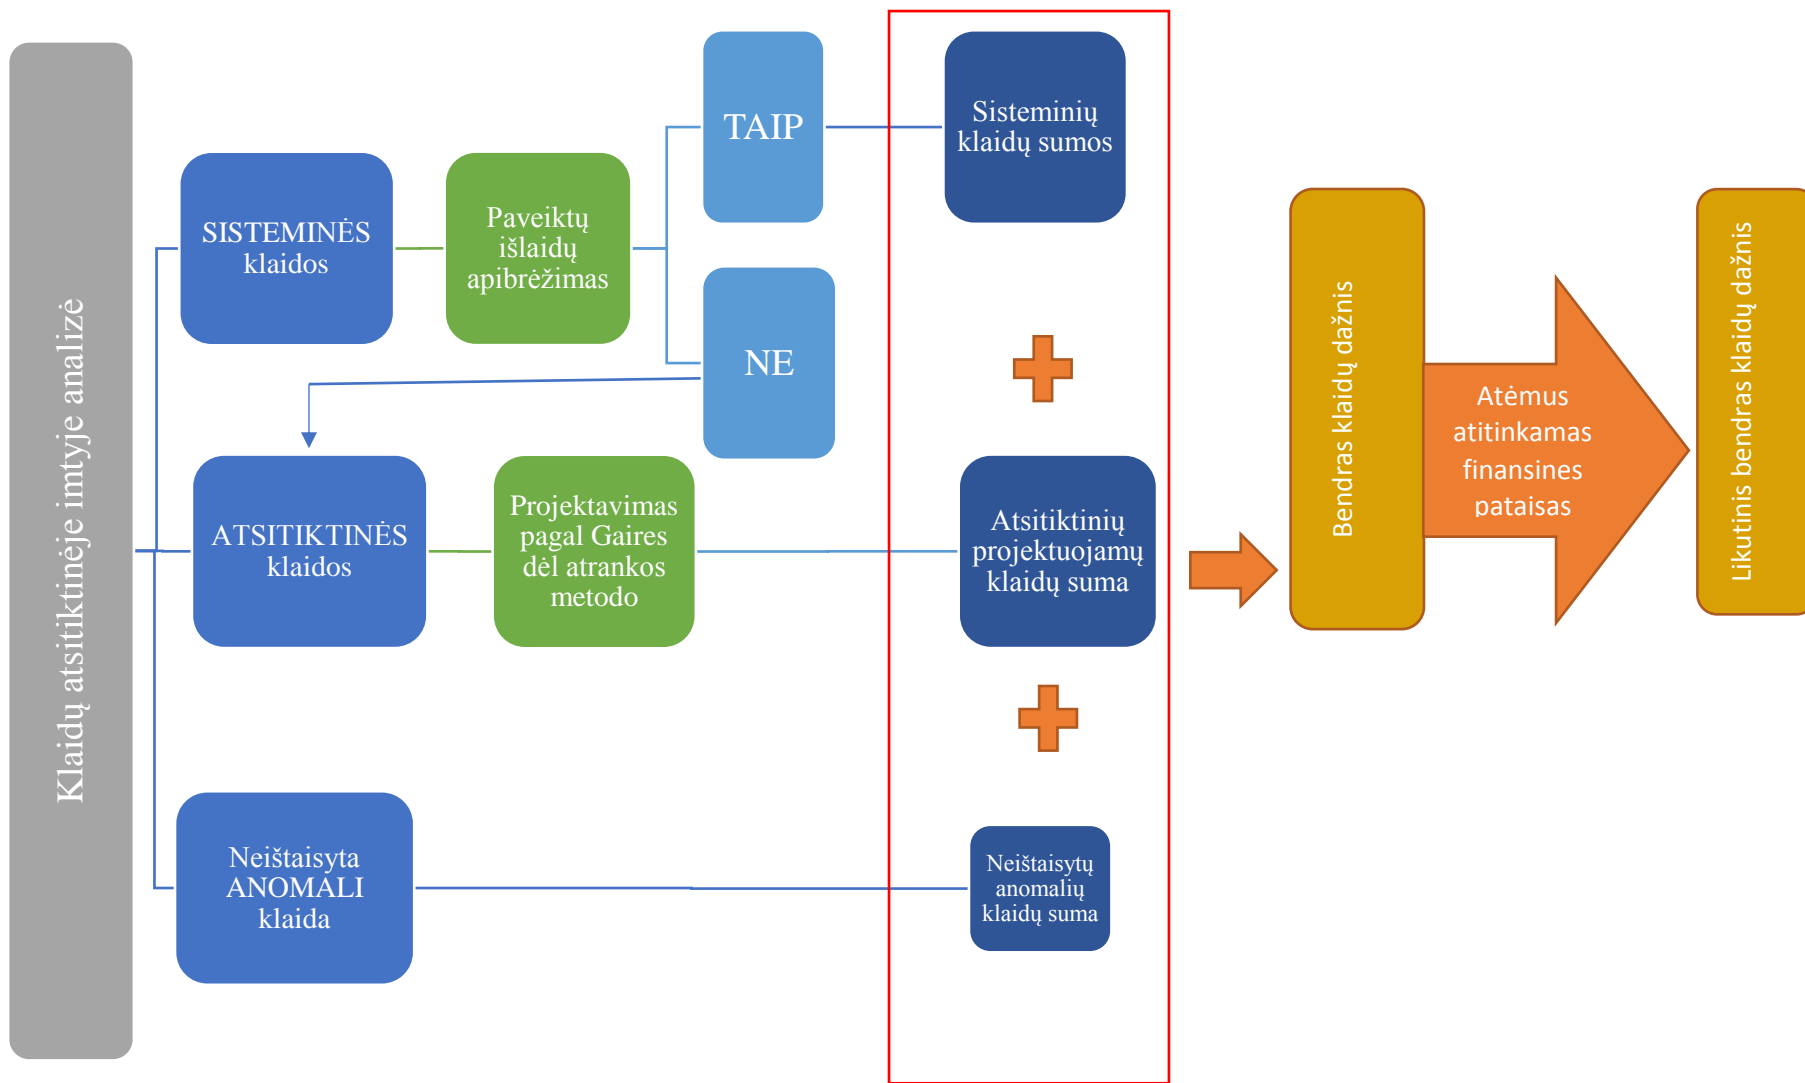 Klaidų atsitiktinėje imtyje analizė
SISTEMINĖS
klaidos
Paveiktų
išlaidų
apibrėžimas
TAIP
NE
Sisteminių
klaidų sumos
ATSITIKTINĖS
klaidos
Projektavimas
pagal Gaires
dėl atrankos
metodo
Atsitiktinių
projektuojamų
klaidų suma
Neištaisyta
ANOMALI
klaida
Neištaisytų
anomalių
klaidų suma
Bendras klaidų dažnis
Atėmus
atitinkamas
finansines
pataisas
Likutinis bendras klaidų dažnis